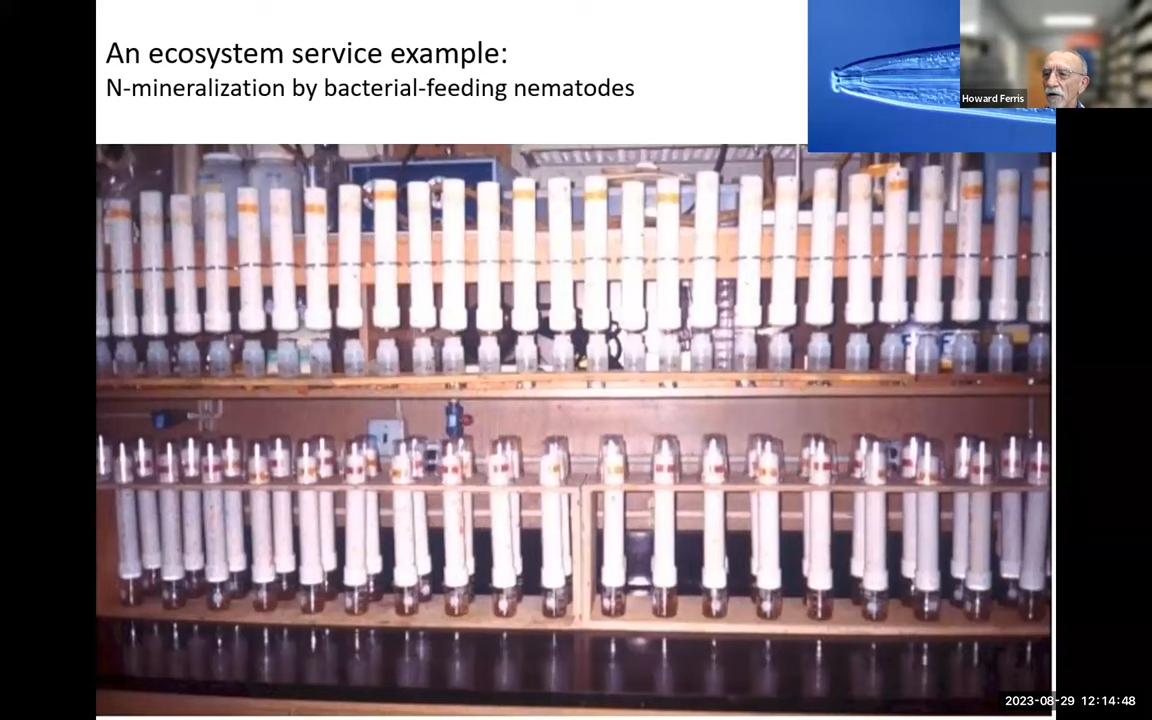 An ecosystem service example:
N-mineralization by bacterial-feeding nematodes
Howard Ferris
2023-08-29 12:14:48